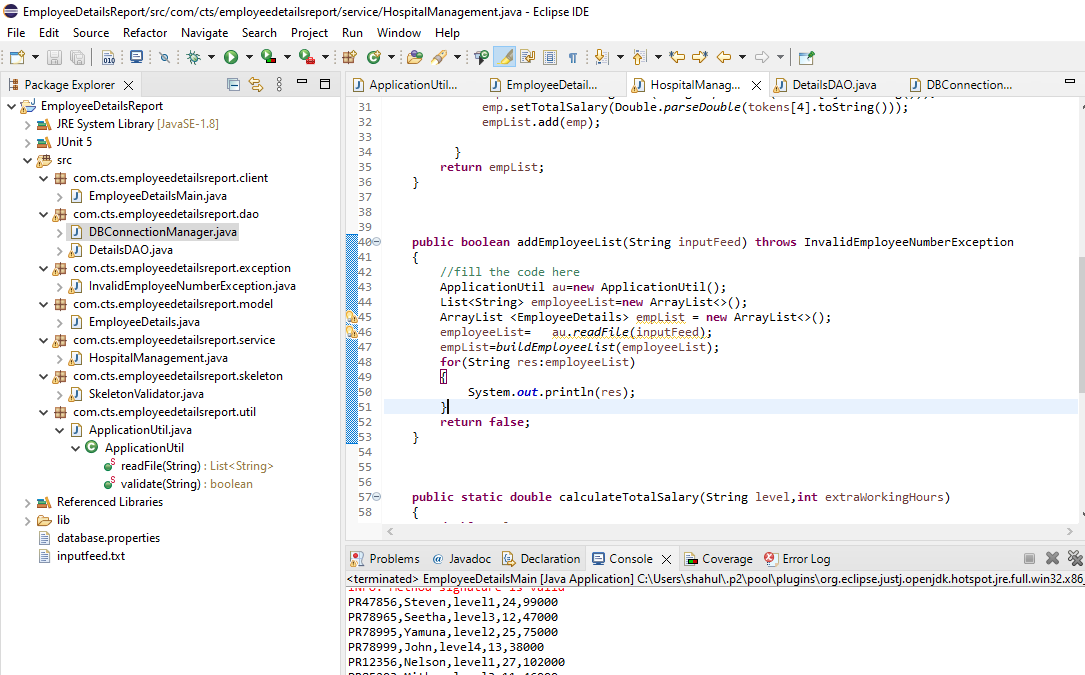 EmployeeDetailsReport/src/com/cts/employeedetailsreport/service/HospitalManagement.java - Eclipse IDE
File Edit Source Refactor Navigate Search Project Run Window Help
Package Explorer
EmployeeDetailsReport
JRE System Library [JavaSE-1.8]
JUnit 5
src
com.cts.employeedetailsreport.client
EmployeeDetailsMain.java
com.cts.employeedetailsreport.dao
DBConnectionManager.java
DetailsDAO.java
com.cts.employeedetailsreport.exception
InvalidEmployeeNumberException.java
com.cts.employeedetailsreport.model
EmployeeDetails.java
com.cts.employeedetailsreport.service
HospitalManagement.java
com.cts.employeedetailsreport.skeleton
SkeletonValidator.java
com.cts.employeedetailsreport.util
ApplicationUtil.java
ApplicationUtil
readFile(String) : List<String>
validate(String) : boolean
Referenced Libraries
lib
database.properties
inputfeed.txt
ApplicationUtil... EmployeeDetail... HospitalManag... DetailsDAO.java DBConnection...
31 emp.setTotalSalary(Double.parseDouble(tokens[4].toString()));
32 empList.add(emp);
33
34 }
35 return empList;
36 }
37
38
39
40 public boolean addEmployeeList(String inputFeed) throws InvalidEmployeeNumberException
41 {
42 //fill the code here
43 ApplicationUtil au=new ApplicationUtil();
44 List<String> employeeList=new ArrayList<>();
45 ArrayList <EmployeeDetails> empList = new ArrayList<>();
46 employeeList= au.readFile(inputFeed);
47 empList=buildEmployeeList(employeeList);
48 for(String res:employeeList)
49 {
50 System.out.println(res);
51 }
52 return false;
53 }
54
55
56
57 public static double calculateTotalSalary(String level,int extraWorkingHours)
58 {
Problems @ Javadoc Declaration Console Coverage Error Log
<terminated> EmployeeDetailsMain [Java Application] C:\Users\shahul\.p2\pool\plugins\org.eclipse.justj.openjdk.hotspot.jre.full.win32.x86_
INFO: Method signature is valid
PR47856,Steven,level1,24,99000
PR78965,Seetha,level3,12,47000
PR78995,Yamuna,level2,25,75000
PR78999,John,level4,13,38000
PR12356,Nelson,level1,27,102000